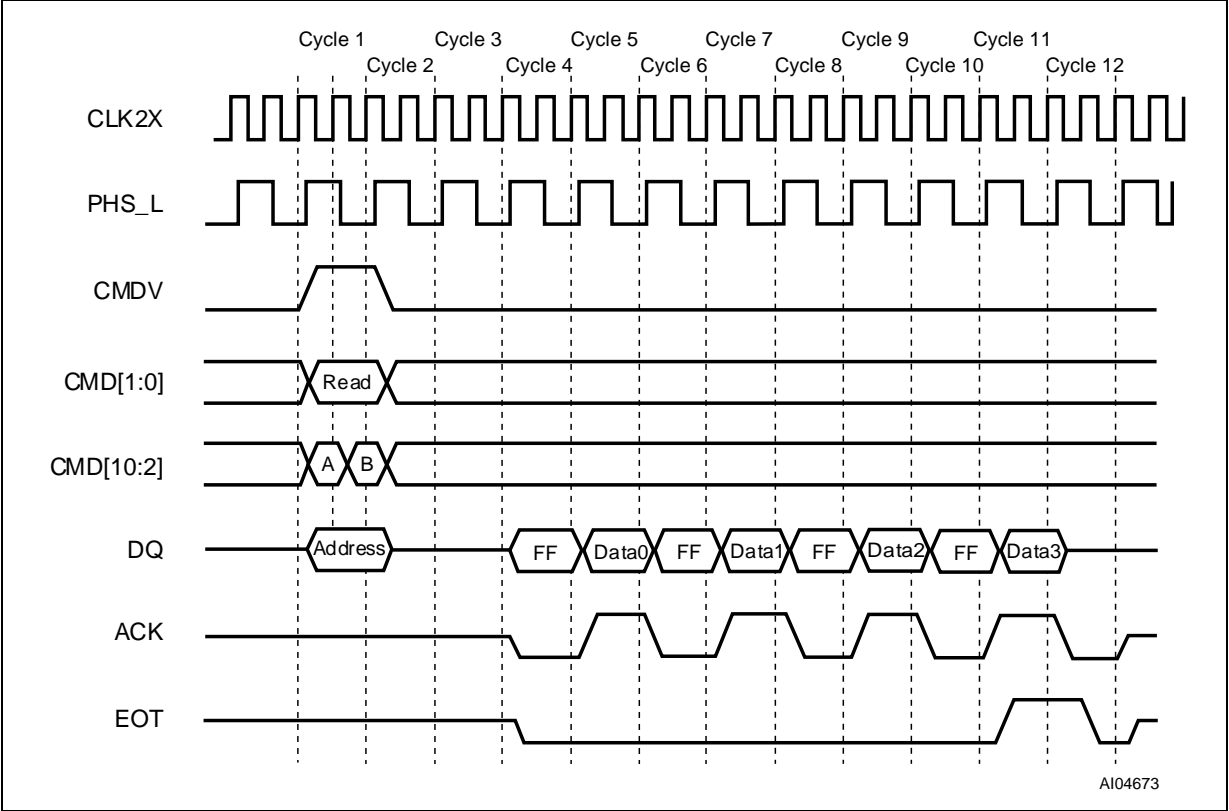 Cycle 1 Cycle 3 Cycle 5 Cycle 7 Cycle 9 Cycle 11
Cycle 2 Cycle 4 Cycle 6 Cycle 8 Cycle 10 Cycle 12
CLK2X
PHS_L
CMDV
CMD[1:0] Read
CMD[10:2] A B
DQ Address FF Data0 FF Data1 FF Data2 FF Data3
ACK
EOT
AI04673